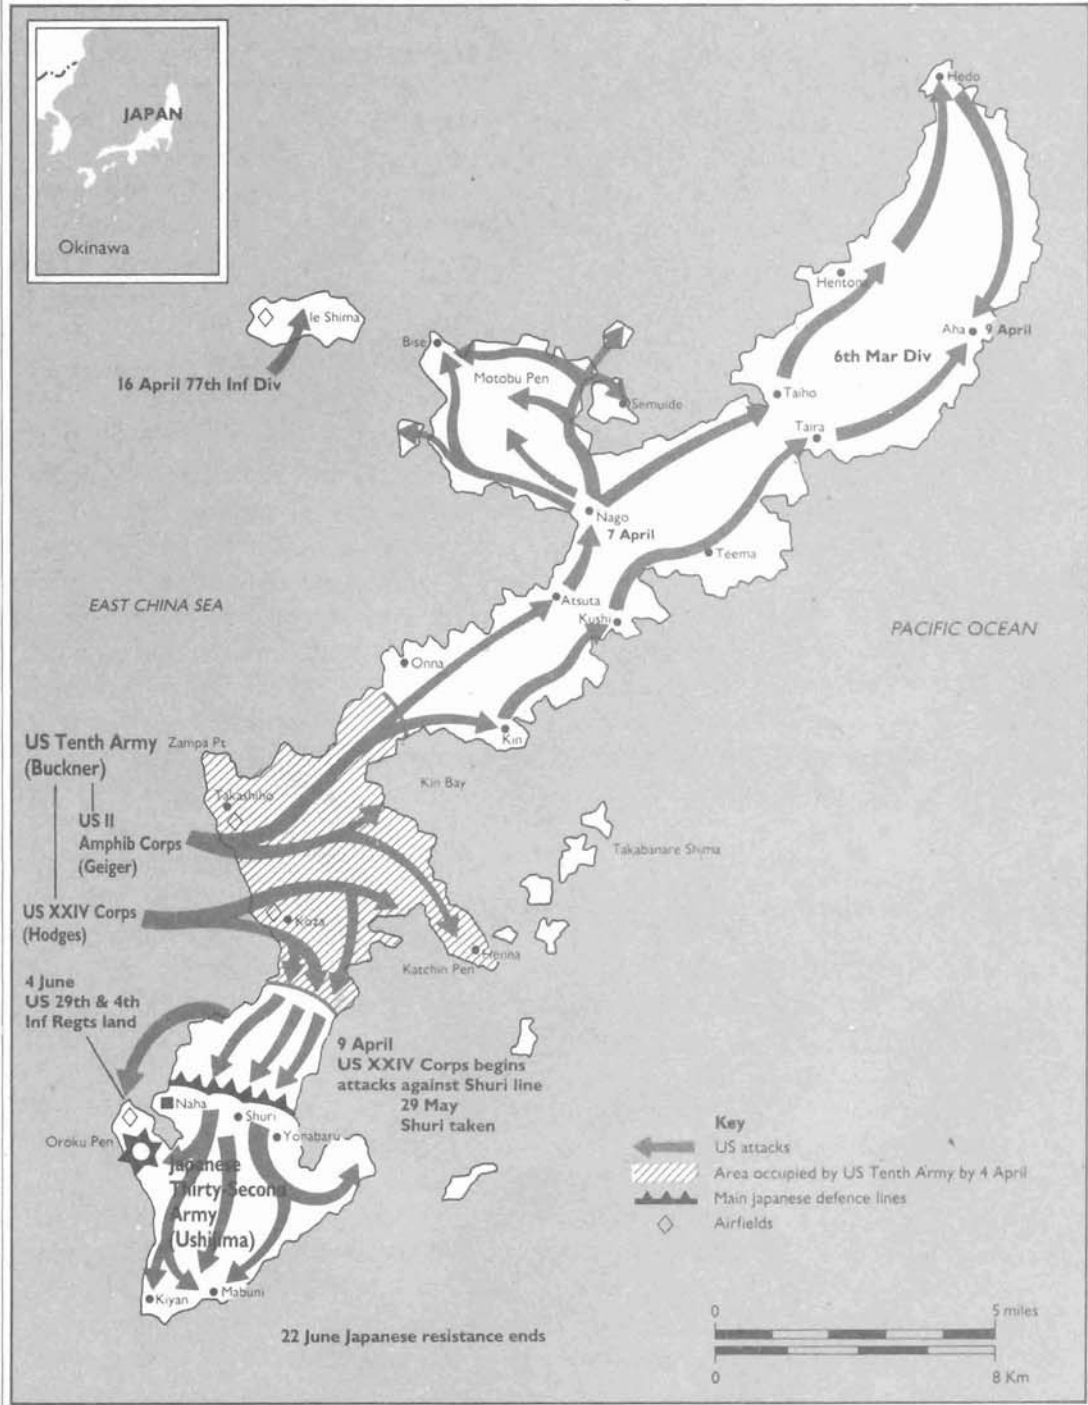 JAPAN
Okinawa
Hedo
Hentona
Ie Shima
Aha
9 April
Bise
6th Mar Div
16 April 77th Inf Div
Motobu Pen
Semuide
Taiho
Taira
Nago
7 April
Teema
EAST CHINA SEA
Atsuta
Kushi
PACIFIC OCEAN
Onna
Kin
US Tenth Army
(Buckner)
Zampa Pt
Kin Bay
Takashiho
US II
Amphib Corps
(Geiger)
Takabanare Shima
US XXIV Corps
(Hodges)
Koza
Henna
Katchin Pen
4 June
US 29th & 4th
Inf Regts land
9 April
US XXIV Corps begins
attacks against Shuri line
29 May
Shuri taken
Naha
Shuri
Yonabaru
Oroku Pen
Japanese
Thirty-Second
Army
(Ushijima)
Kiyan
Mabuni
22 June Japanese resistance ends
Key
US attacks
Area occupied by US Tenth Army by 4 April
Main japanese defence lines
Airfields
0 5 miles
0 8 Km